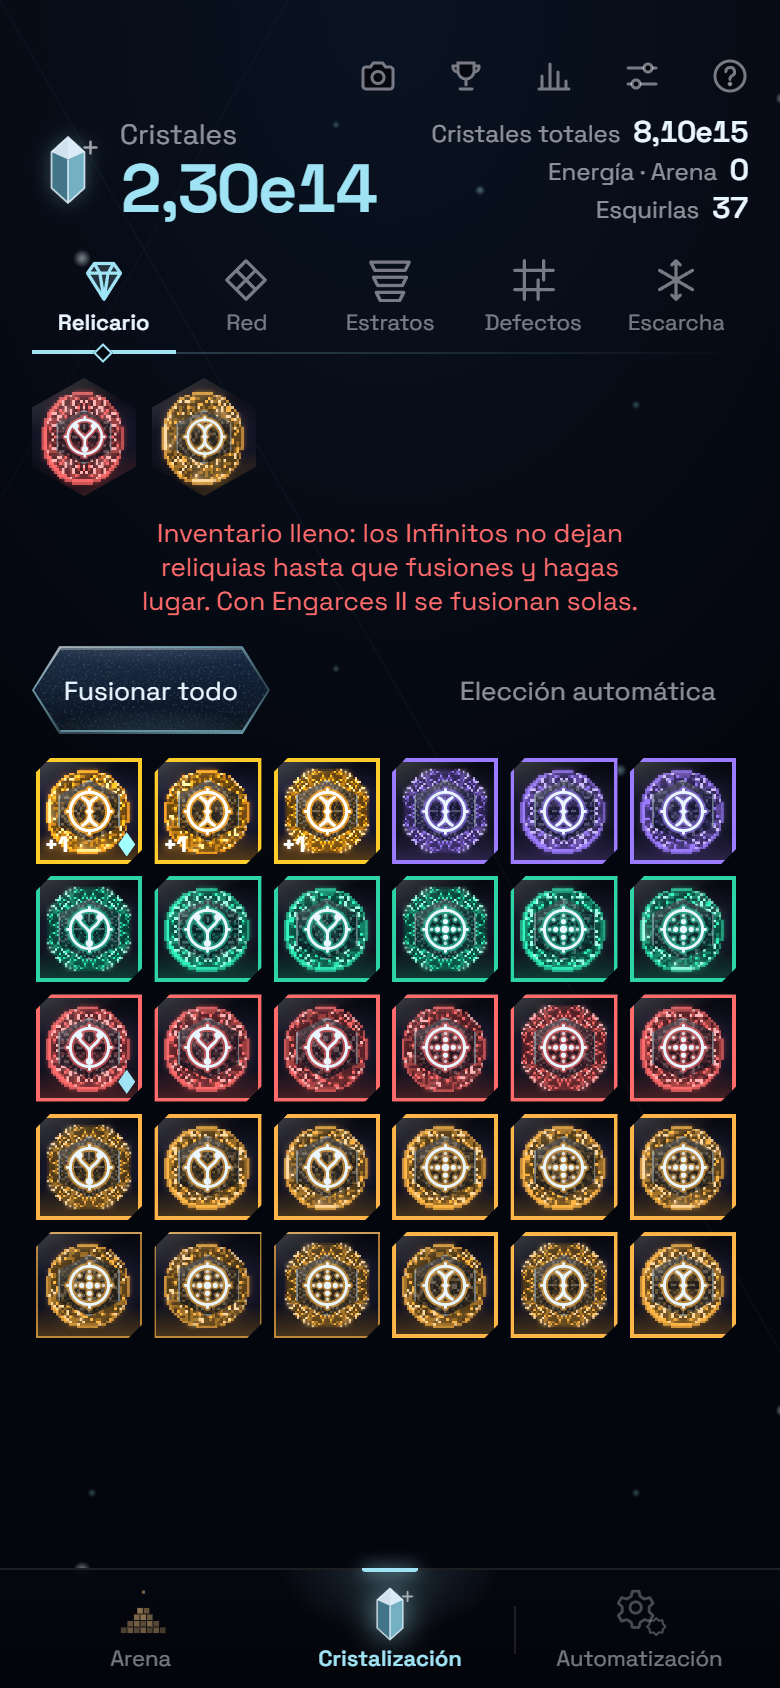 Cristales
2,30e14
Cristales totales 8,10e15
Energía · Arena 0
Esquirlas 37
Relicario
Red
Estratos
Defectos
Escarcha
Inventario lleno: los Infinitos no dejan
reliquias hasta que fusiones y hagas
lugar. Con Engarces II se fusionan solas.
Fusionar todo
Elección automática
+1
+1
+1
Arena
Cristalización
Automatización